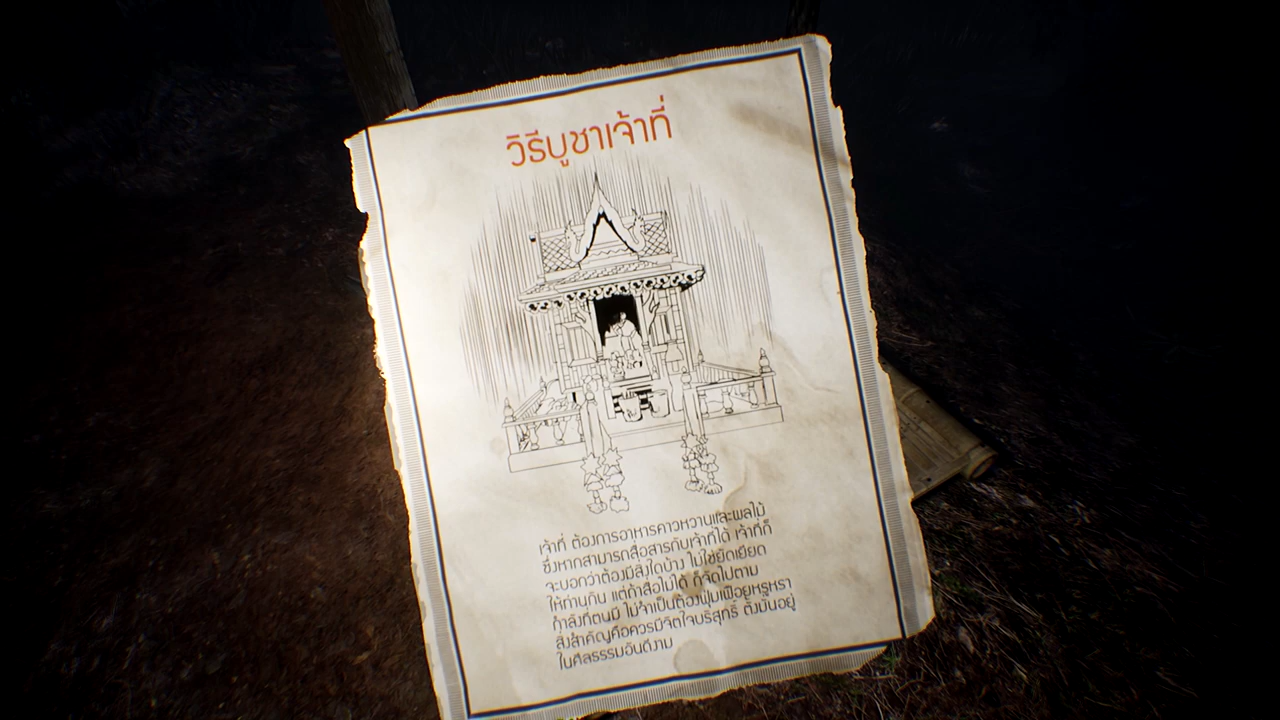 วิธีบูชาเจ้าที่
เจ้าที่ ต้องการอาหารคาวหวานและผลไม้
ซึ่งหากสามารถสื่อสารกับเจ้าที่ได้ เจ้าที่ก็
จะบอกว่าต้องมีสิ่งใดบ้าง ไม่ใช่ยัดเยียด
ให้ท่านกิน แต่ถ้าสื่อไม่ได้ ก็จัดไปตาม
กำลังที่ตนมี ไม่จำเป็นต้องฟุ่มเฟือยหรูหรา
สิ่งสำคัญคือควรมีจิตใจบริสุทธิ์ ตั้งมั่นอยู่
ในศีลธรรมอันดีงาม